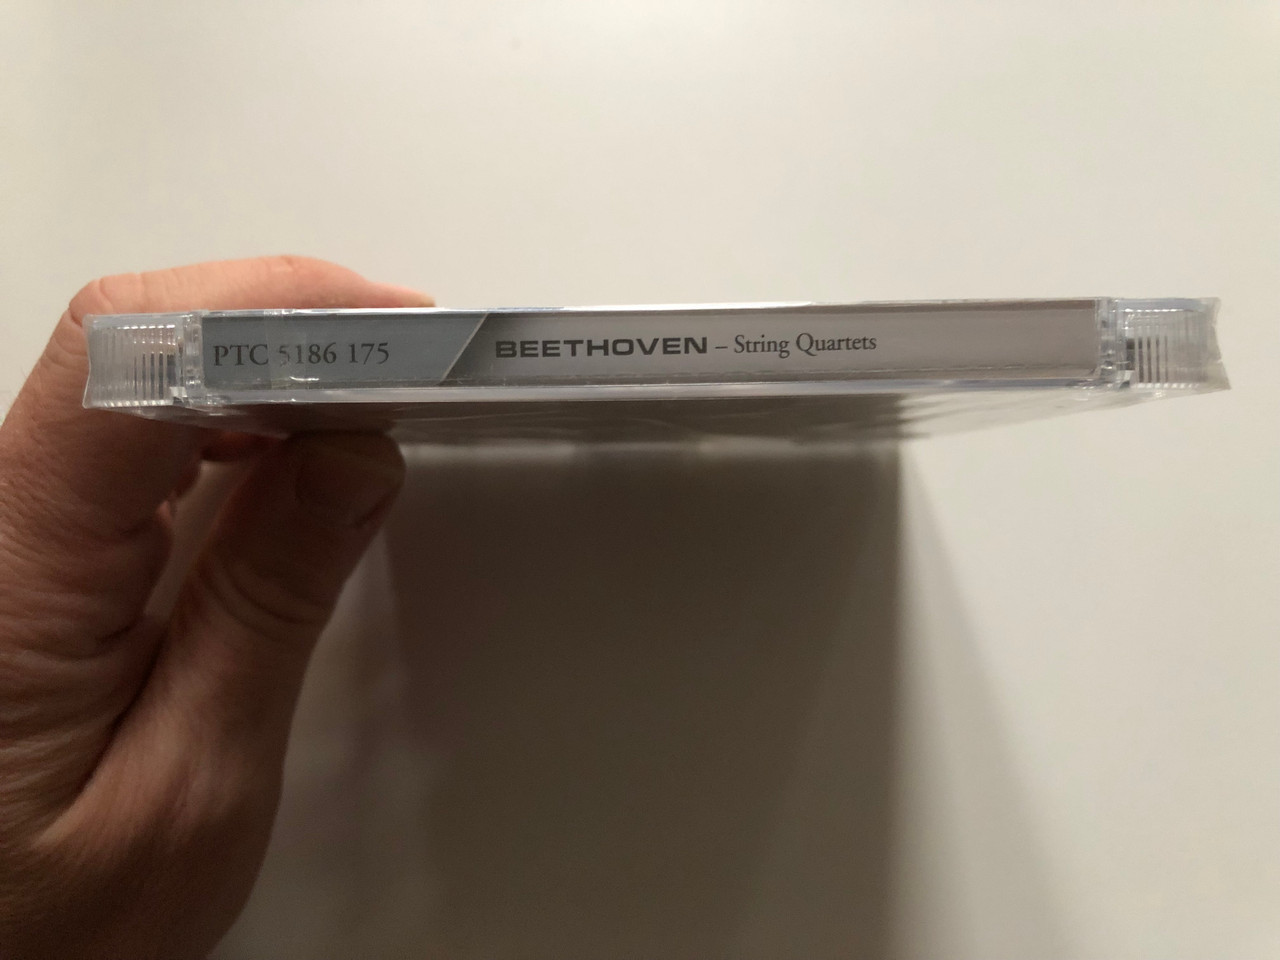 PTC 5186 175 BEETHOVEN – String Quartets